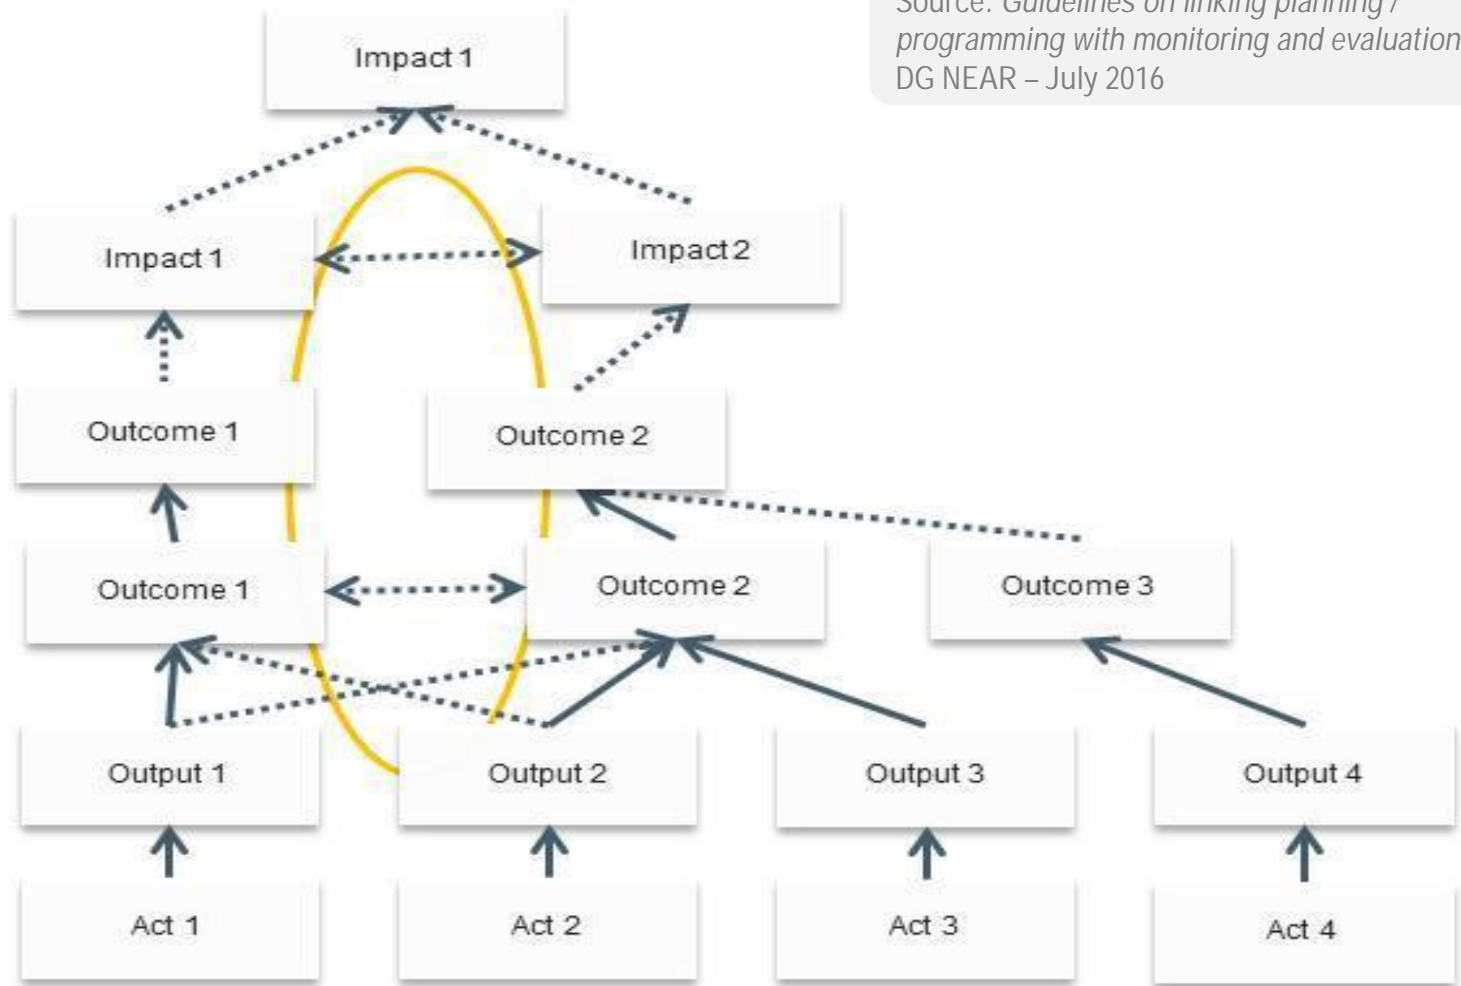 Source: Guidelines on linking planning /
programming with monitoring and evaluation
DG NEAR – July 2016
Impact 1
Impact 1
Impact 2
Outcome 1
Outcome 2
Outcome 1
Outcome 2
Outcome 3
Output 1
Output 2
Output 3
Output 4
Act 1
Act 2
Act 3
Act 4